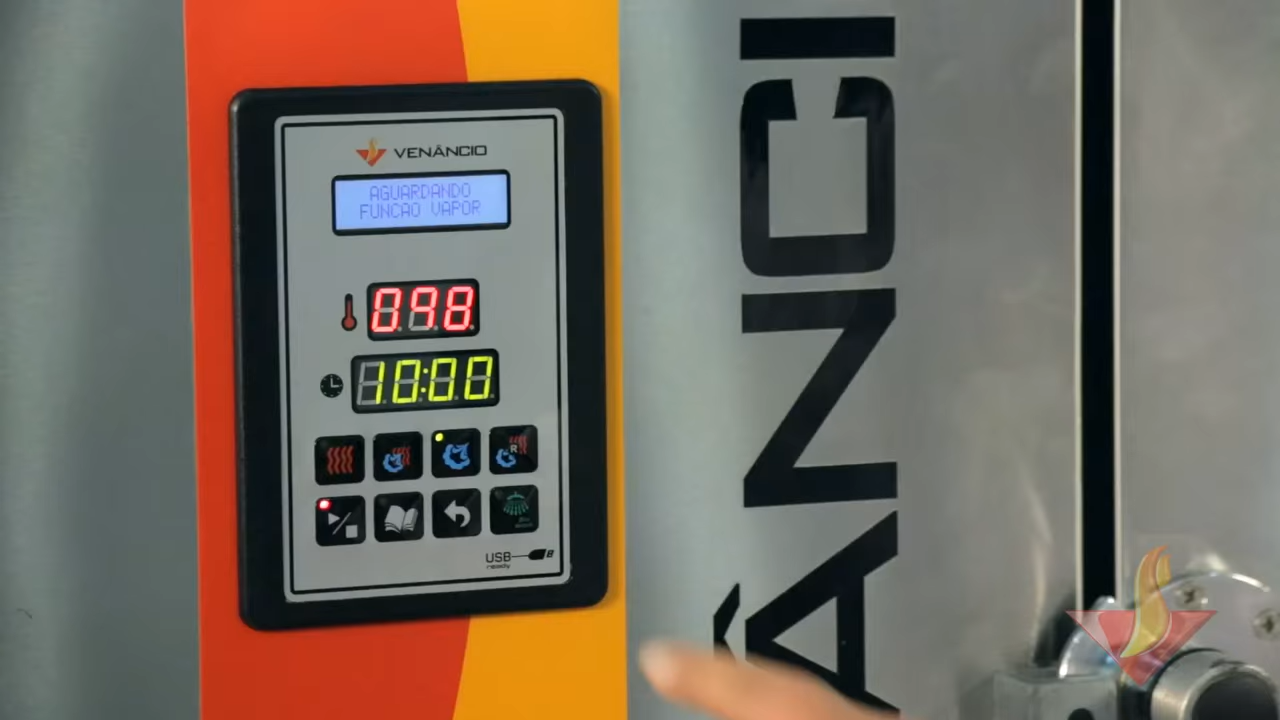 VENÂNCIO
AGUARDANDO
FUNCAO VAPOR
098
10:00
R
USB
ready
ÂNCI